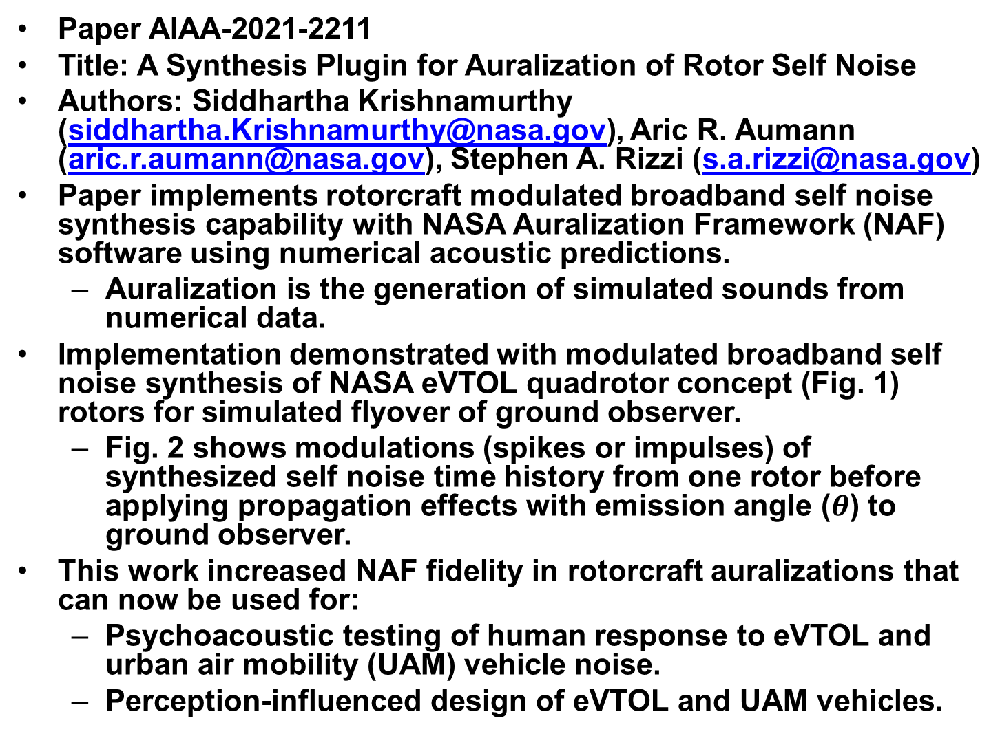 • Paper AIAA-2021-2211
• Title: A Synthesis Plugin for Auralization of Rotor Self Noise
• Authors: Siddhartha Krishnamurthy
(siddhartha.Krishnamurthy@nasa.gov), Aric R. Aumann
(aric.r.aumann@nasa.gov), Stephen A. Rizzi (s.a.rizzi@nasa.gov)
• Paper implements rotorcraft modulated broadband self noise
synthesis capability with NASA Auralization Framework (NAF)
software using numerical acoustic predictions.
– Auralization is the generation of simulated sounds from
numerical data.
• Implementation demonstrated with modulated broadband self
noise synthesis of NASA eVTOL quadrotor concept (Fig. 1)
rotors for simulated flyover of ground observer.
– Fig. 2 shows modulations (spikes or impulses) of
synthesized self noise time history from one rotor before
applying propagation effects with emission angle (θ) to
ground observer.
• This work increased NAF fidelity in rotorcraft auralizations that
can now be used for:
– Psychoacoustic testing of human response to eVTOL and
urban air mobility (UAM) vehicle noise.
– Perception-influenced design of eVTOL and UAM vehicles.